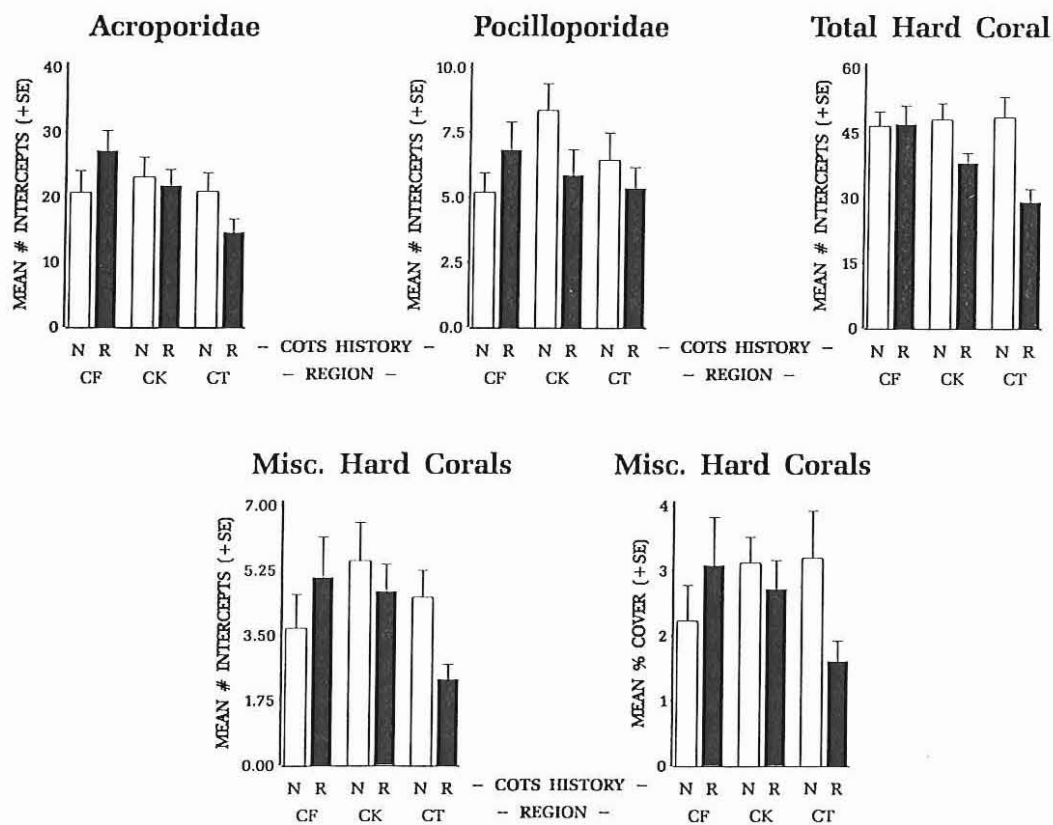 Acroporidae
MEAN # INTERCEPTS (+SE)
40
30
20
10
0
N R N R N R
CF CK CT
Pocilloporidae
MEAN # INTERCEPTS (+SE)
10.0
7.5
5.0
2.5
0.0
N R N R N R
CF CK CT
Total Hard Coral
MEAN # INTERCEPTS (+SE)
60
45
30
15
0
N R N R N R
CF CK CT
– COTS HISTORY –
– REGION –
– COTS HISTORY –
– REGION –
Misc. Hard Corals
MEAN # INTERCEPTS (+SE)
7.00
5.25
3.50
1.75
0.00
N R N R N R
CF CK CT
Misc. Hard Corals
MEAN % COVER (+SE)
4
3
2
1
0
N R N R N R
CF CK CT
– COTS HISTORY –
– REGION –